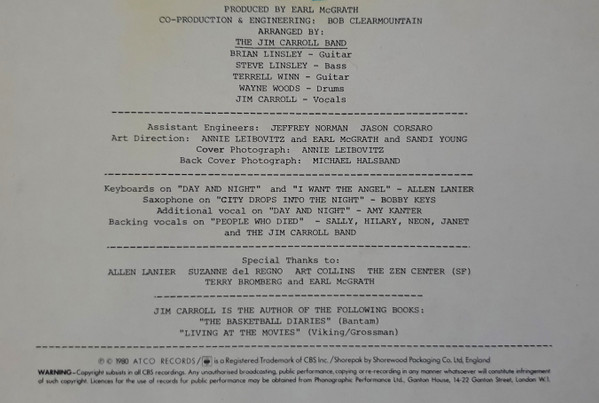 PRODUCED BY EARL McGRATH
CO-PRODUCTION & ENGINEERING: BOB CLEARMOUNTAIN
ARRANGED BY:
THE JIM CARROLL BAND
BRIAN LINSLEY - Guitar
STEVE LINSLEY - Bass
TERRELL WINN - Guitar
WAYNE WOODS - Drums
JIM CARROLL - Vocals
Assistant Engineers: JEFFREY NORMAN JASON CORSARO
Art Direction: ANNIE LEIBOVITZ and EARL McGRATH and SANDI YOUNG
Cover Photograph: ANNIE LEIBOVITZ
Back Cover Photograph: MICHAEL HALSBAND
Keyboards on "DAY AND NIGHT" and "I WANT THE ANGEL" - ALLEN LANIER
Saxophone on "CITY DROPS INTO THE NIGHT" - BOBBY KEYS
Additional vocal on "DAY AND NIGHT" - AMY KANTER
Backing vocals on "PEOPLE WHO DIED" - SALLY, HILARY, NEON, JANET
and THE JIM CARROLL BAND
Special Thanks to:
ALLEN LANIER SUZANNE del REGNO ART COLLINS THE ZEN CENTER (SF)
TERRY BROMBERG and EARL McGRATH
JIM CARROLL IS THE AUTHOR OF THE FOLLOWING BOOKS:
"THE BASKETBALL DIARIES" (Bantam)
"LIVING AT THE MOVIES" (Viking/Grossman)
℗ © 1980 ATCO RECORDS/ is a Registered Trademark of CBS Inc./Shorepak by Shorewood Packaging Co. Ltd, England
WARNING—Copyright subsists in all CBS recordings. Any unauthorised broadcasting, public performance, copying or re-recording in any manner whatsoever will constitute infringement
of such copyright. Licences for the use of records for public performance may be obtained from Phonographic Performance Ltd., Ganton House, 14-22 Ganton Street, London W.1.